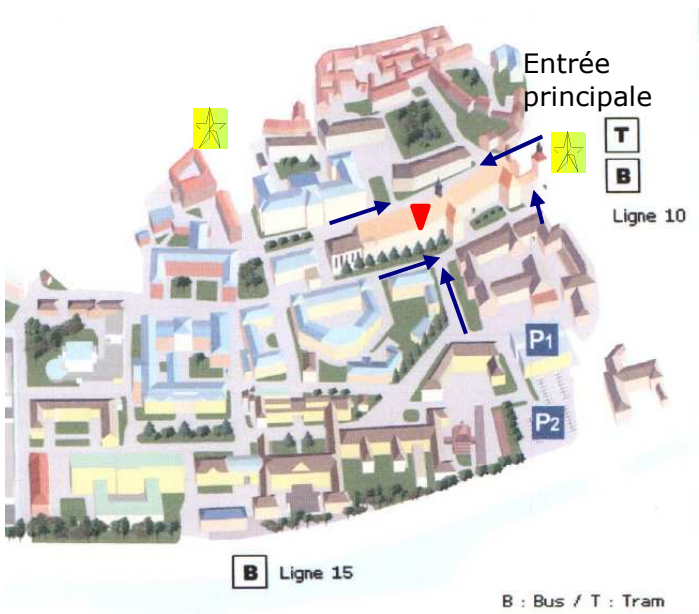 Entrée
principale
T
B
Ligne 10
P1
P2
B Ligne 15
B : Bus / T : Tram